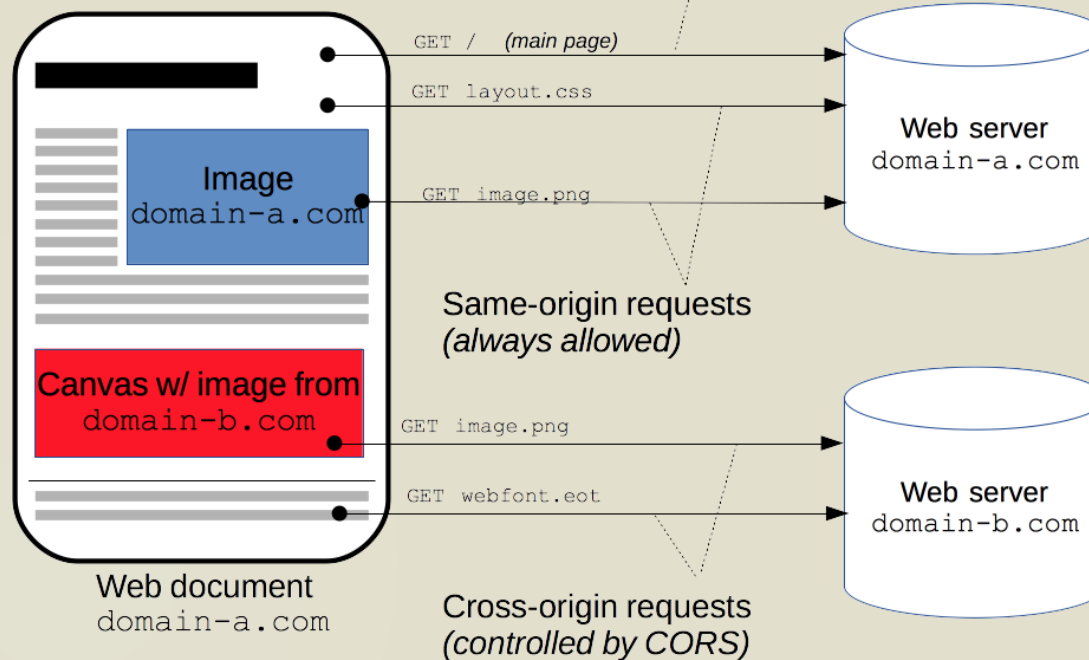 GET / (main page)
GET layout.css
Web server
domain-a.com
Image
domain-a.com
GET image.png
Same-origin requests
(always allowed)
Canvas w/ image from
domain-b.com
GET image.png
GET webfont.eot
Web server
domain-b.com
Web document
domain-a.com
Cross-origin requests
(controlled by CORS)